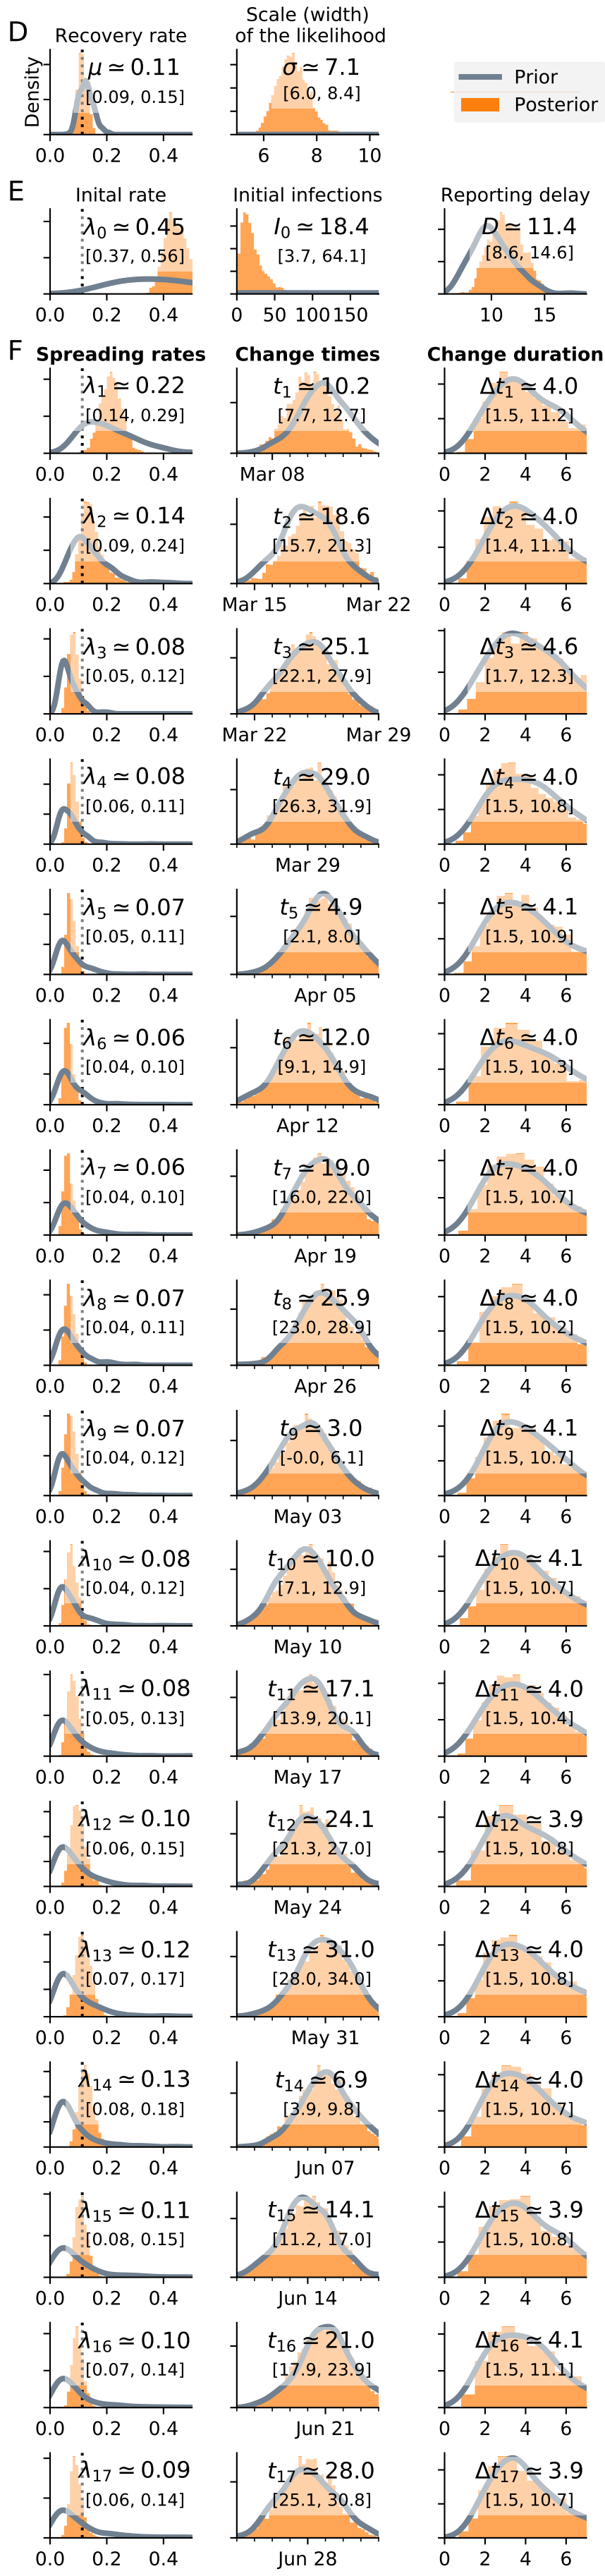 D
Recovery rate
Scale (width)
of the likelihood
Density
μ ≃ 0.11
[0.09, 0.15]
0.0 0.2 0.4
σ ≃ 7.1
[6.0, 8.4]
6 8 10
Prior
Posterior
E
Inital rate
Initial infections
Reporting delay
λ0 ≃ 0.45
[0.37, 0.56]
0.0 0.2 0.4
I0 ≃ 18.4
[3.7, 64.1]
0 50 100 150
D ≃ 11.4
[8.6, 14.6]
10 15
F
Spreading rates
Change times
Change duration
λ1 ≃ 0.22
[0.14, 0.29]
0.0 0.2 0.4
t1 ≃ 10.2
[7.7, 12.7]
Mar 08
Δt1 ≃ 4.0
[1.5, 11.2]
0 2 4 6
λ2 ≃ 0.14
[0.09, 0.24]
0.0 0.2 0.4
t2 ≃ 18.6
[15.7, 21.3]
Mar 15 Mar 22
Δt2 ≃ 4.0
[1.4, 11.1]
0 2 4 6
λ3 ≃ 0.08
[0.05, 0.12]
0.0 0.2 0.4
t3 ≃ 25.1
[22.1, 27.9]
Mar 22 Mar 29
Δt3 ≃ 4.6
[1.7, 12.3]
0 2 4 6
λ4 ≃ 0.08
[0.06, 0.11]
0.0 0.2 0.4
t4 ≃ 29.0
[26.3, 31.9]
Mar 29
Δt4 ≃ 4.0
[1.5, 10.8]
0 2 4 6
λ5 ≃ 0.07
[0.05, 0.11]
0.0 0.2 0.4
t5 ≃ 4.9
[2.1, 8.0]
Apr 05
Δt5 ≃ 4.1
[1.5, 10.9]
0 2 4 6
λ6 ≃ 0.06
[0.04, 0.10]
0.0 0.2 0.4
t6 ≃ 12.0
[9.1, 14.9]
Apr 12
Δt6 ≃ 4.0
[1.5, 10.3]
0 2 4 6
λ7 ≃ 0.06
[0.04, 0.10]
0.0 0.2 0.4
t7 ≃ 19.0
[16.0, 22.0]
Apr 19
Δt7 ≃ 4.0
[1.5, 10.7]
0 2 4 6
λ8 ≃ 0.07
[0.04, 0.11]
0.0 0.2 0.4
t8 ≃ 25.9
[23.0, 28.9]
Apr 26
Δt8 ≃ 4.0
[1.5, 10.2]
0 2 4 6
λ9 ≃ 0.07
[0.04, 0.12]
0.0 0.2 0.4
t9 ≃ 3.0
[-0.0, 6.1]
May 03
Δt9 ≃ 4.1
[1.5, 10.7]
0 2 4 6
λ10 ≃ 0.08
[0.04, 0.12]
0.0 0.2 0.4
t10 ≃ 10.0
[7.1, 12.9]
May 10
Δt10 ≃ 4.1
[1.5, 10.7]
0 2 4 6
λ11 ≃ 0.08
[0.05, 0.13]
0.0 0.2 0.4
t11 ≃ 17.1
[13.9, 20.1]
May 17
Δt11 ≃ 4.0
[1.5, 10.4]
0 2 4 6
λ12 ≃ 0.10
[0.06, 0.15]
0.0 0.2 0.4
t12 ≃ 24.1
[21.3, 27.0]
May 24
Δt12 ≃ 3.9
[1.5, 10.8]
0 2 4 6
λ13 ≃ 0.12
[0.07, 0.17]
0.0 0.2 0.4
t13 ≃ 31.0
[28.0, 34.0]
May 31
Δt13 ≃ 4.0
[1.5, 10.8]
0 2 4 6
λ14 ≃ 0.13
[0.08, 0.18]
0.0 0.2 0.4
t14 ≃ 6.9
[3.9, 9.8]
Jun 07
Δt14 ≃ 4.0
[1.5, 10.7]
0 2 4 6
λ15 ≃ 0.11
[0.08, 0.15]
0.0 0.2 0.4
t15 ≃ 14.1
[11.2, 17.0]
Jun 14
Δt15 ≃ 3.9
[1.5, 10.8]
0 2 4 6
λ16 ≃ 0.10
[0.07, 0.14]
0.0 0.2 0.4
t16 ≃ 21.0
[17.9, 23.9]
Jun 21
Δt16 ≃ 4.1
[1.5, 11.1]
0 2 4 6
λ17 ≃ 0.09
[0.06, 0.14]
0.0 0.2 0.4
t17 ≃ 28.0
[25.1, 30.8]
Jun 28
Δt17 ≃ 3.9
[1.5, 10.7]
0 2 4 6